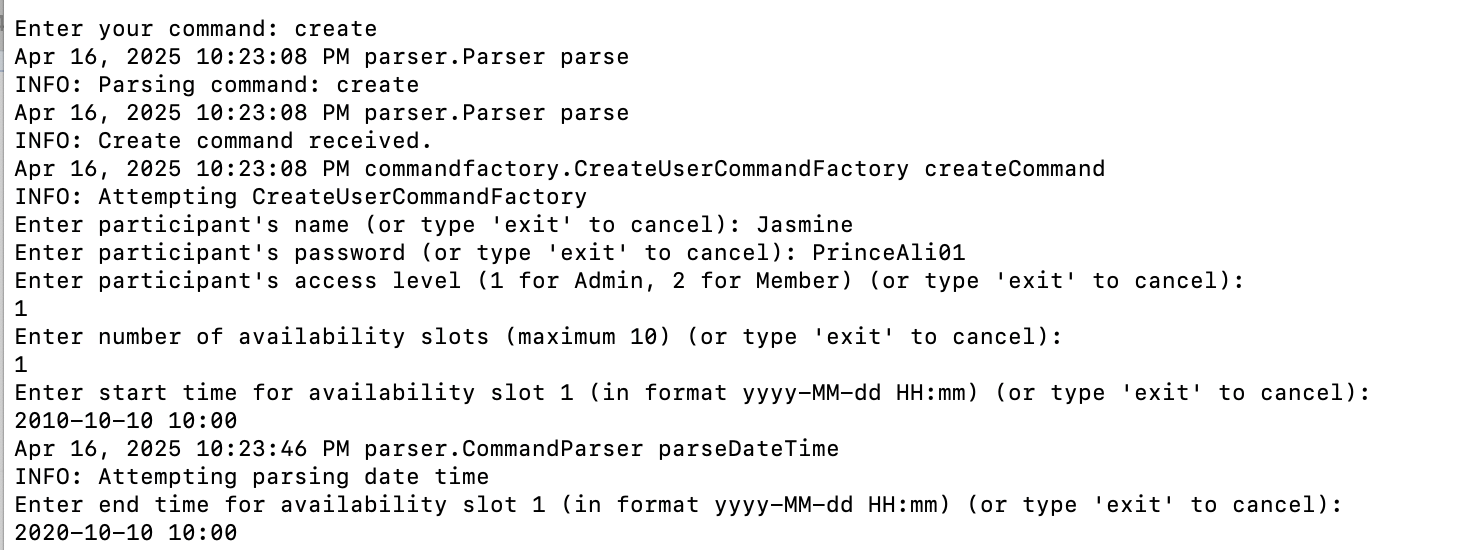 Enter your command: create
Apr 16, 2025 10:23:08 PM parser.Parser parse
INFO: Parsing command: create
Apr 16, 2025 10:23:08 PM parser.Parser parse
INFO: Create command received.
Apr 16, 2025 10:23:08 PM commandfactory.CreateUserCommandFactory createCommand
INFO: Attempting CreateUserCommandFactory
Enter participant's name (or type 'exit' to cancel): Jasmine
Enter participant's password (or type 'exit' to cancel): PrinceAli01
Enter participant's access level (1 for Admin, 2 for Member) (or type 'exit' to cancel):
1
Enter number of availability slots (maximum 10) (or type 'exit' to cancel):
1
Enter start time for availability slot 1 (in format yyyy-MM-dd HH:mm) (or type 'exit' to cancel):
2010-10-10 10:00
Apr 16, 2025 10:23:46 PM parser.CommandParser parseDateTime
INFO: Attempting parsing date time
Enter end time for availability slot 1 (in format yyyy-MM-dd HH:mm) (or type 'exit' to cancel):
2020-10-10 10:00